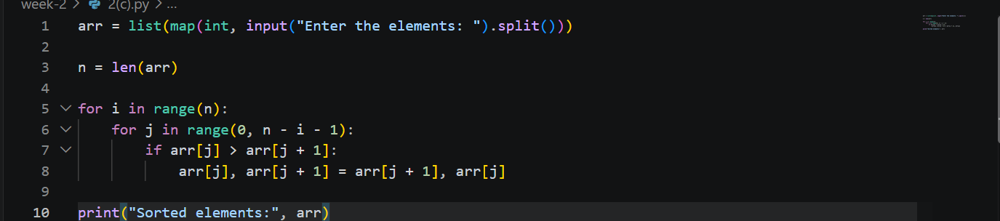 week-2 > 2(c).py > ...
1 arr = list(map(int, input("Enter the elements: ").split()))
2
3 n = len(arr)
4
5 for i in range(n):
6     for j in range(0, n - i - 1):
7         if arr[j] > arr[j + 1]:
8             arr[j], arr[j + 1] = arr[j + 1], arr[j]
9
10 print("Sorted elements:", arr)